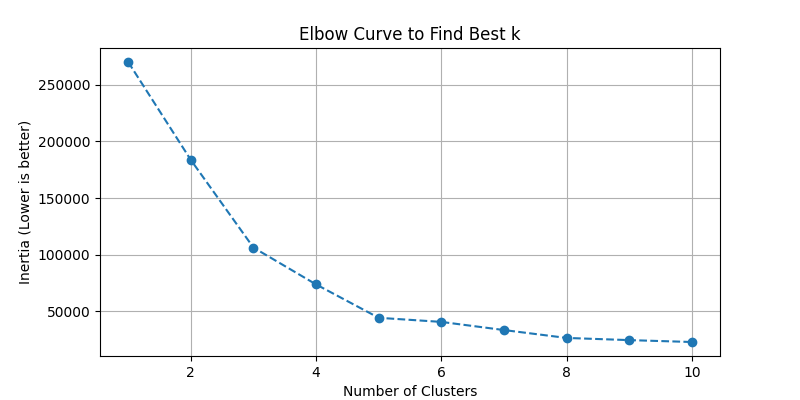 Elbow Curve to Find Best k
250000
200000
150000
100000
50000
Inertia (Lower is better)
2 4 6 8 10
Number of Clusters